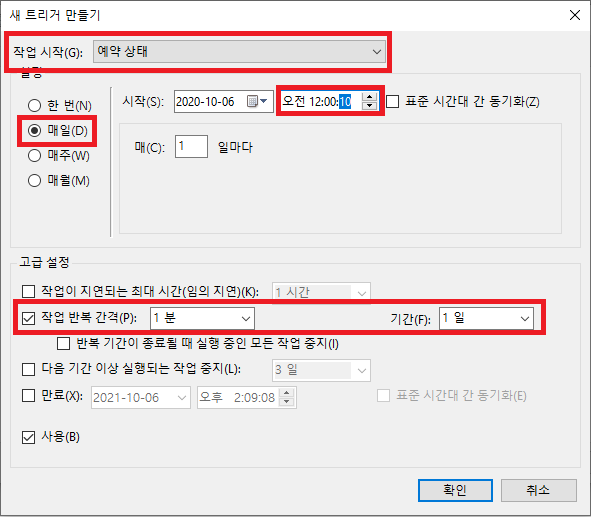 새 트리거 만들기
작업 시작(G): 예약 상태
설정
한 번(N)
매일(D)
매주(W)
매월(M)
시작(S): 2020-10-06 오전 12:00:10 표준 시간대 간 동기화(Z)
매(C): 1 일마다
고급 설정
작업이 지연되는 최대 시간(임의 지연)(K): 1 시간
작업 반복 간격(P): 1 분 기간(F): 1 일
반복 기간이 종료될 때 실행 중인 모든 작업 중지(I)
다음 기간 이상 실행되는 작업 중지(L): 3 일
만료(X): 2021-10-06 오후 2:09:08 표준 시간대 간 동기화(E)
사용(B)
확인 취소